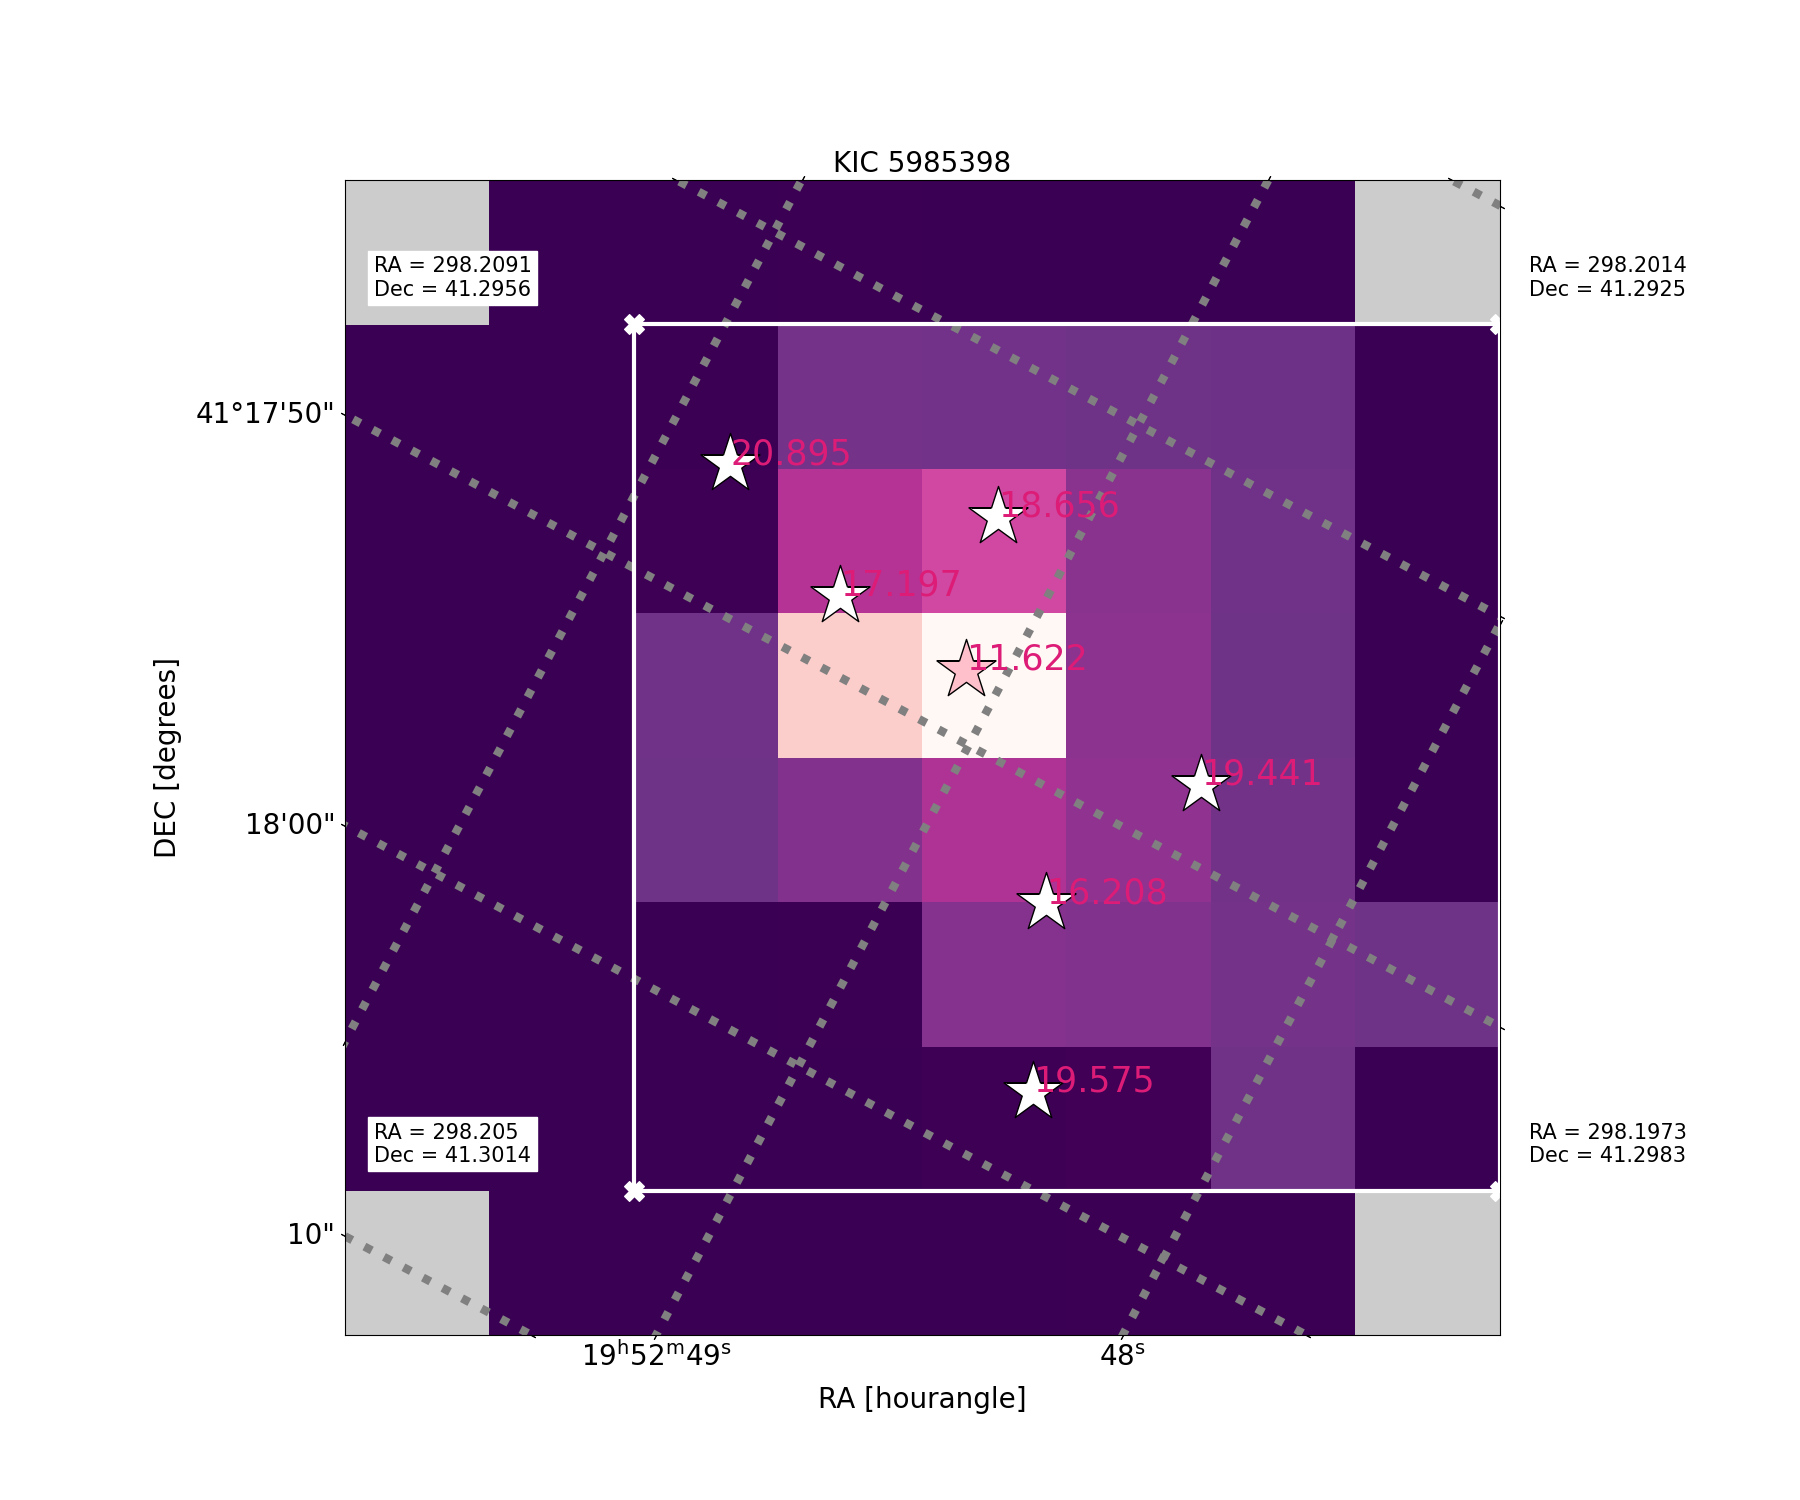 KIC 5985398
RA = 298.2091
Dec = 41.2956
RA = 298.2014
Dec = 41.2925
41°17'50"
20.895
18.656
17.197
11.622
DEC [degrees]
19.441
18'00"
16.208
19.575
RA = 298.205
Dec = 41.3014
RA = 298.1973
Dec = 41.2983
10"
19ʰ52ᵐ49ˢ
48ˢ
RA [hourangle]